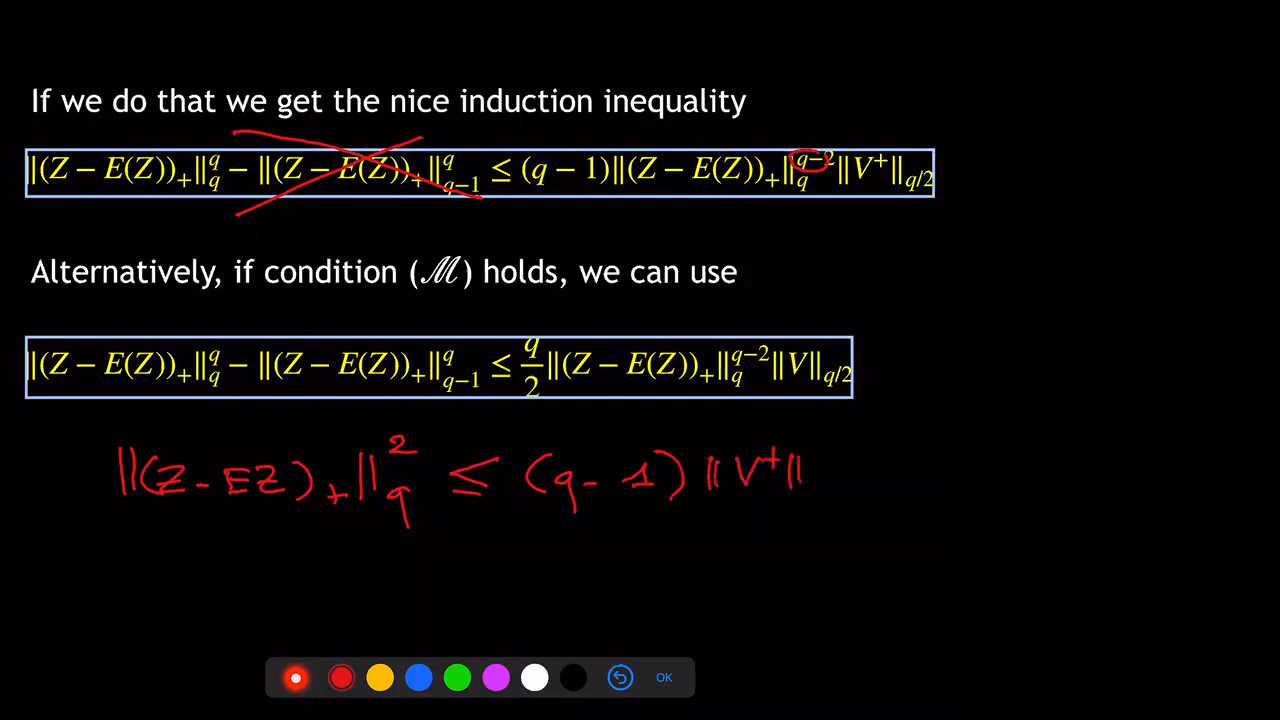 If we do that we get the nice induction inequality
‖(Z − E(Z))₊‖_q^q − ‖(Z − E(Z))₊‖_{q−1}^q ≤ (q − 1)‖(Z − E(Z))₊‖_q^{q−2}‖V⁺‖_{q/2}
Alternatively, if condition (ℳ) holds, we can use
‖(Z − E(Z))₊‖_q^q − ‖(Z − E(Z))₊‖_{q−1}^q ≤ \frac{q}{2}‖(Z − E(Z))₊‖_q^{q−2}‖V‖_{q/2}
‖(Z − EZ)₊‖_q^2 ≤ (q − 1)‖V⁺‖
OK